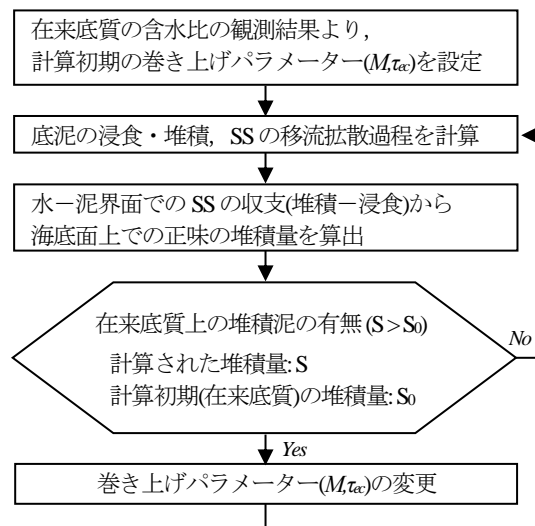 在来底質の含水比の観測結果より，
計算初期の巻き上げパラメーター(M,τec)を設定
底泥の浸食・堆積，SSの移流拡散過程を計算
水－泥界面でのSSの収支(堆積－浸食)から
海底面上での正味の堆積量を算出
在来底質上の堆積泥の有無(S>S0)
計算された堆積量:S
計算初期(在来底質)の堆積量:S0
No
Yes
巻き上げパラメーター(M,τec)の変更